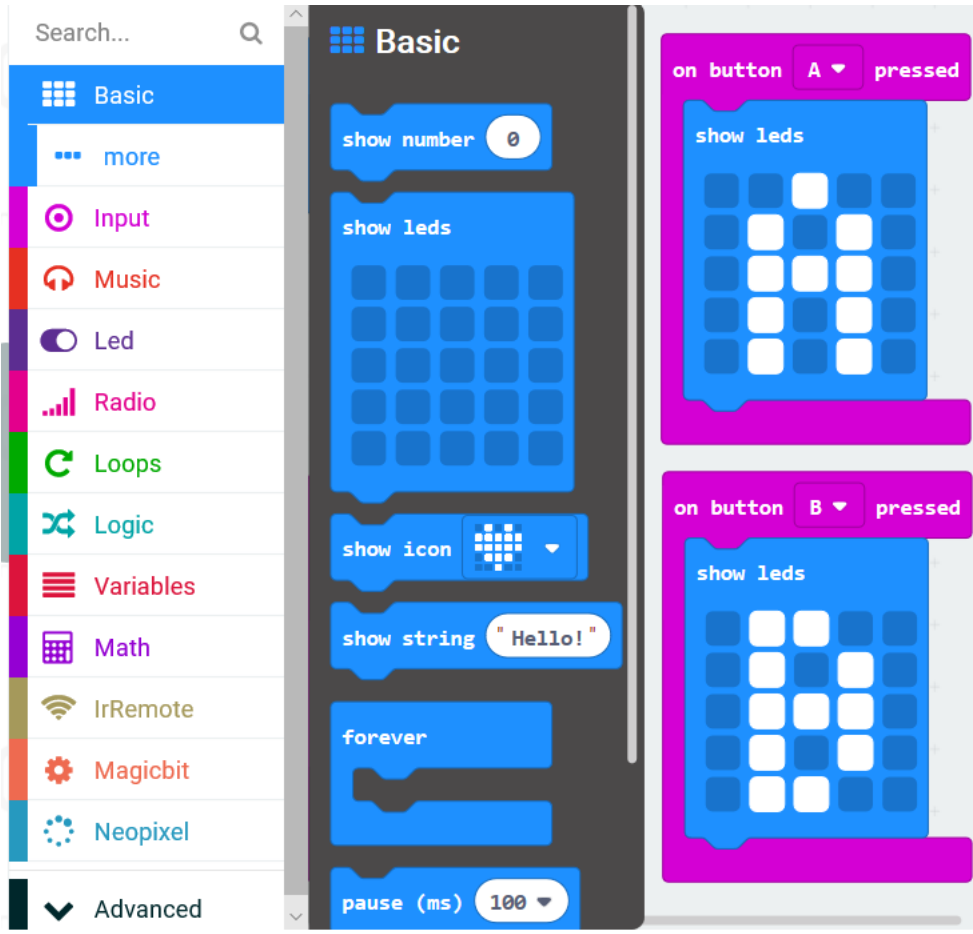 Search...
Basic
more
Input
Music
Led
Radio
Loops
Logic
Variables
Math
IrRemote
Magicbit
Neopixel
Advanced
Basic
show number 0
show leds
show icon
show string "Hello!"
forever
pause (ms) 100
on button A pressed
show leds
on button B pressed
show leds